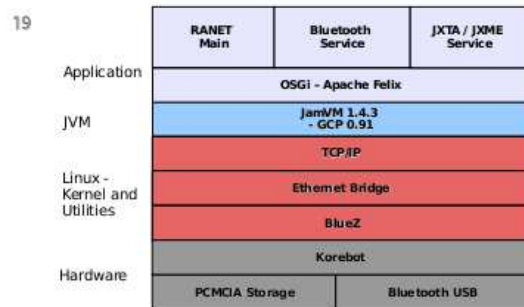 19
RANET
Main
Bluetooth
Service
JXTA / JXME
Service
Application
OSGi - Apache Felix
JVM
JamVM 1.4.3
- GCP 0.91
TCP/IP
Linux -
Kernel and
Utilities
Ethernet Bridge
BlueZ
Korebot
Hardware
PCMCIA Storage
Bluetooth USB